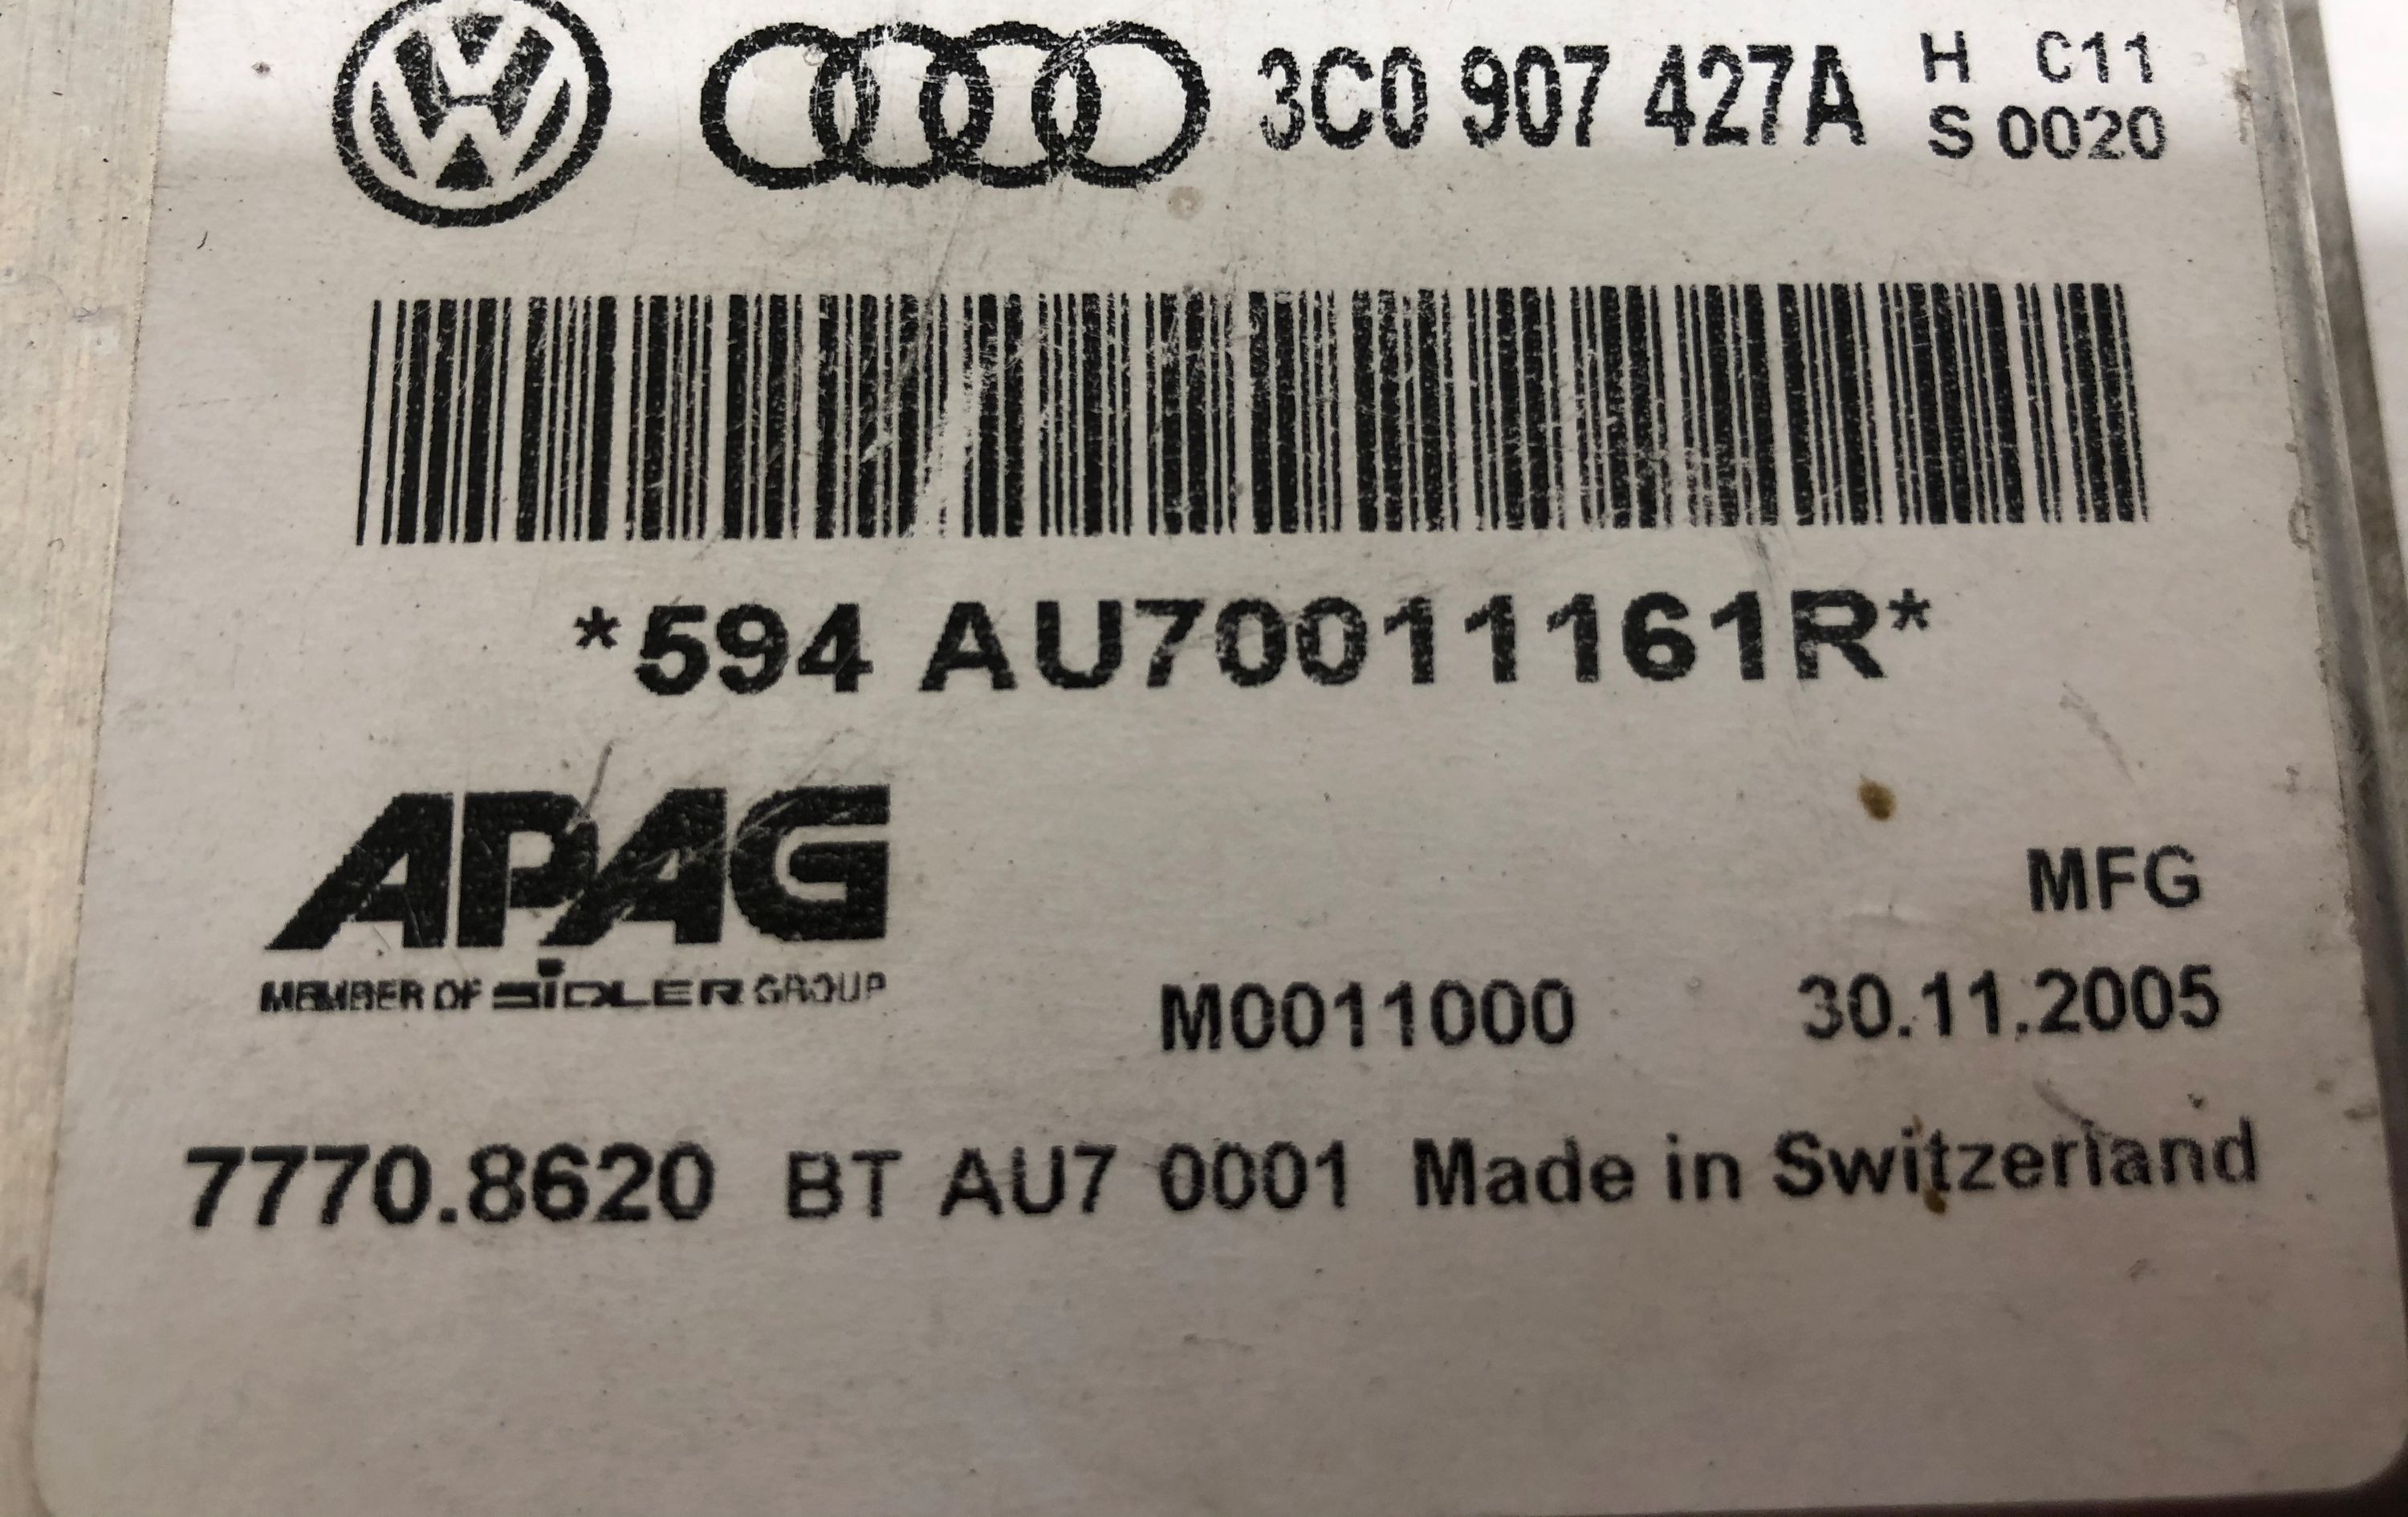 3C0 907 427A H C11
S 0020
*594 AU70011161R*
APAG
MEMBER OF SIDLER GROUP
MFG
M0011000 30.11.2005
7770.8620 BT AU7 0001 Made in Switzerland